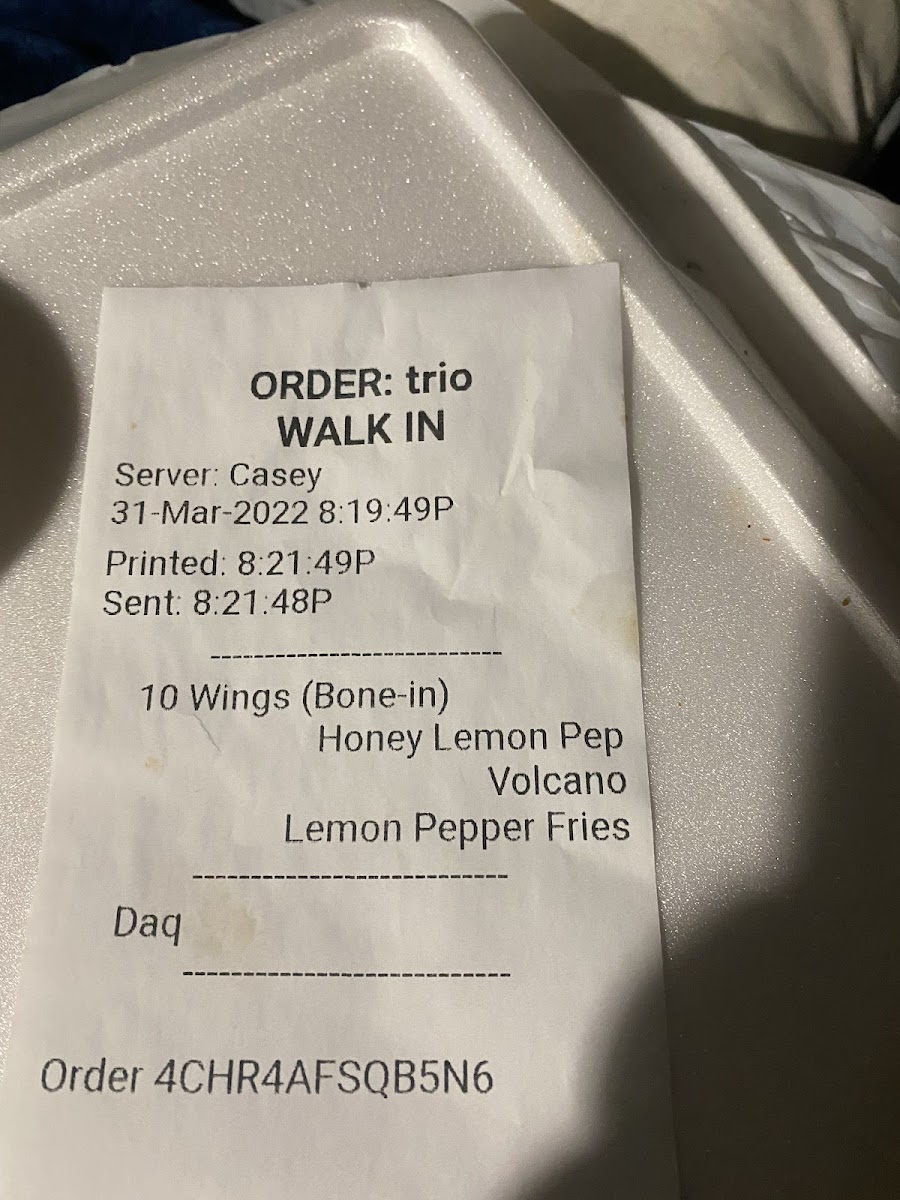 ORDER: trio
WALK IN
Server: Casey
31-Mar-2022 8:19:49P
Printed: 8:21:49P
Sent: 8:21:48P
---------------------------
10 Wings (Bone-in)
Honey Lemon Pep
Volcano
Lemon Pepper Fries
---------------------------
Daq
---------------------------
Order 4CHR4AFSQB5N6